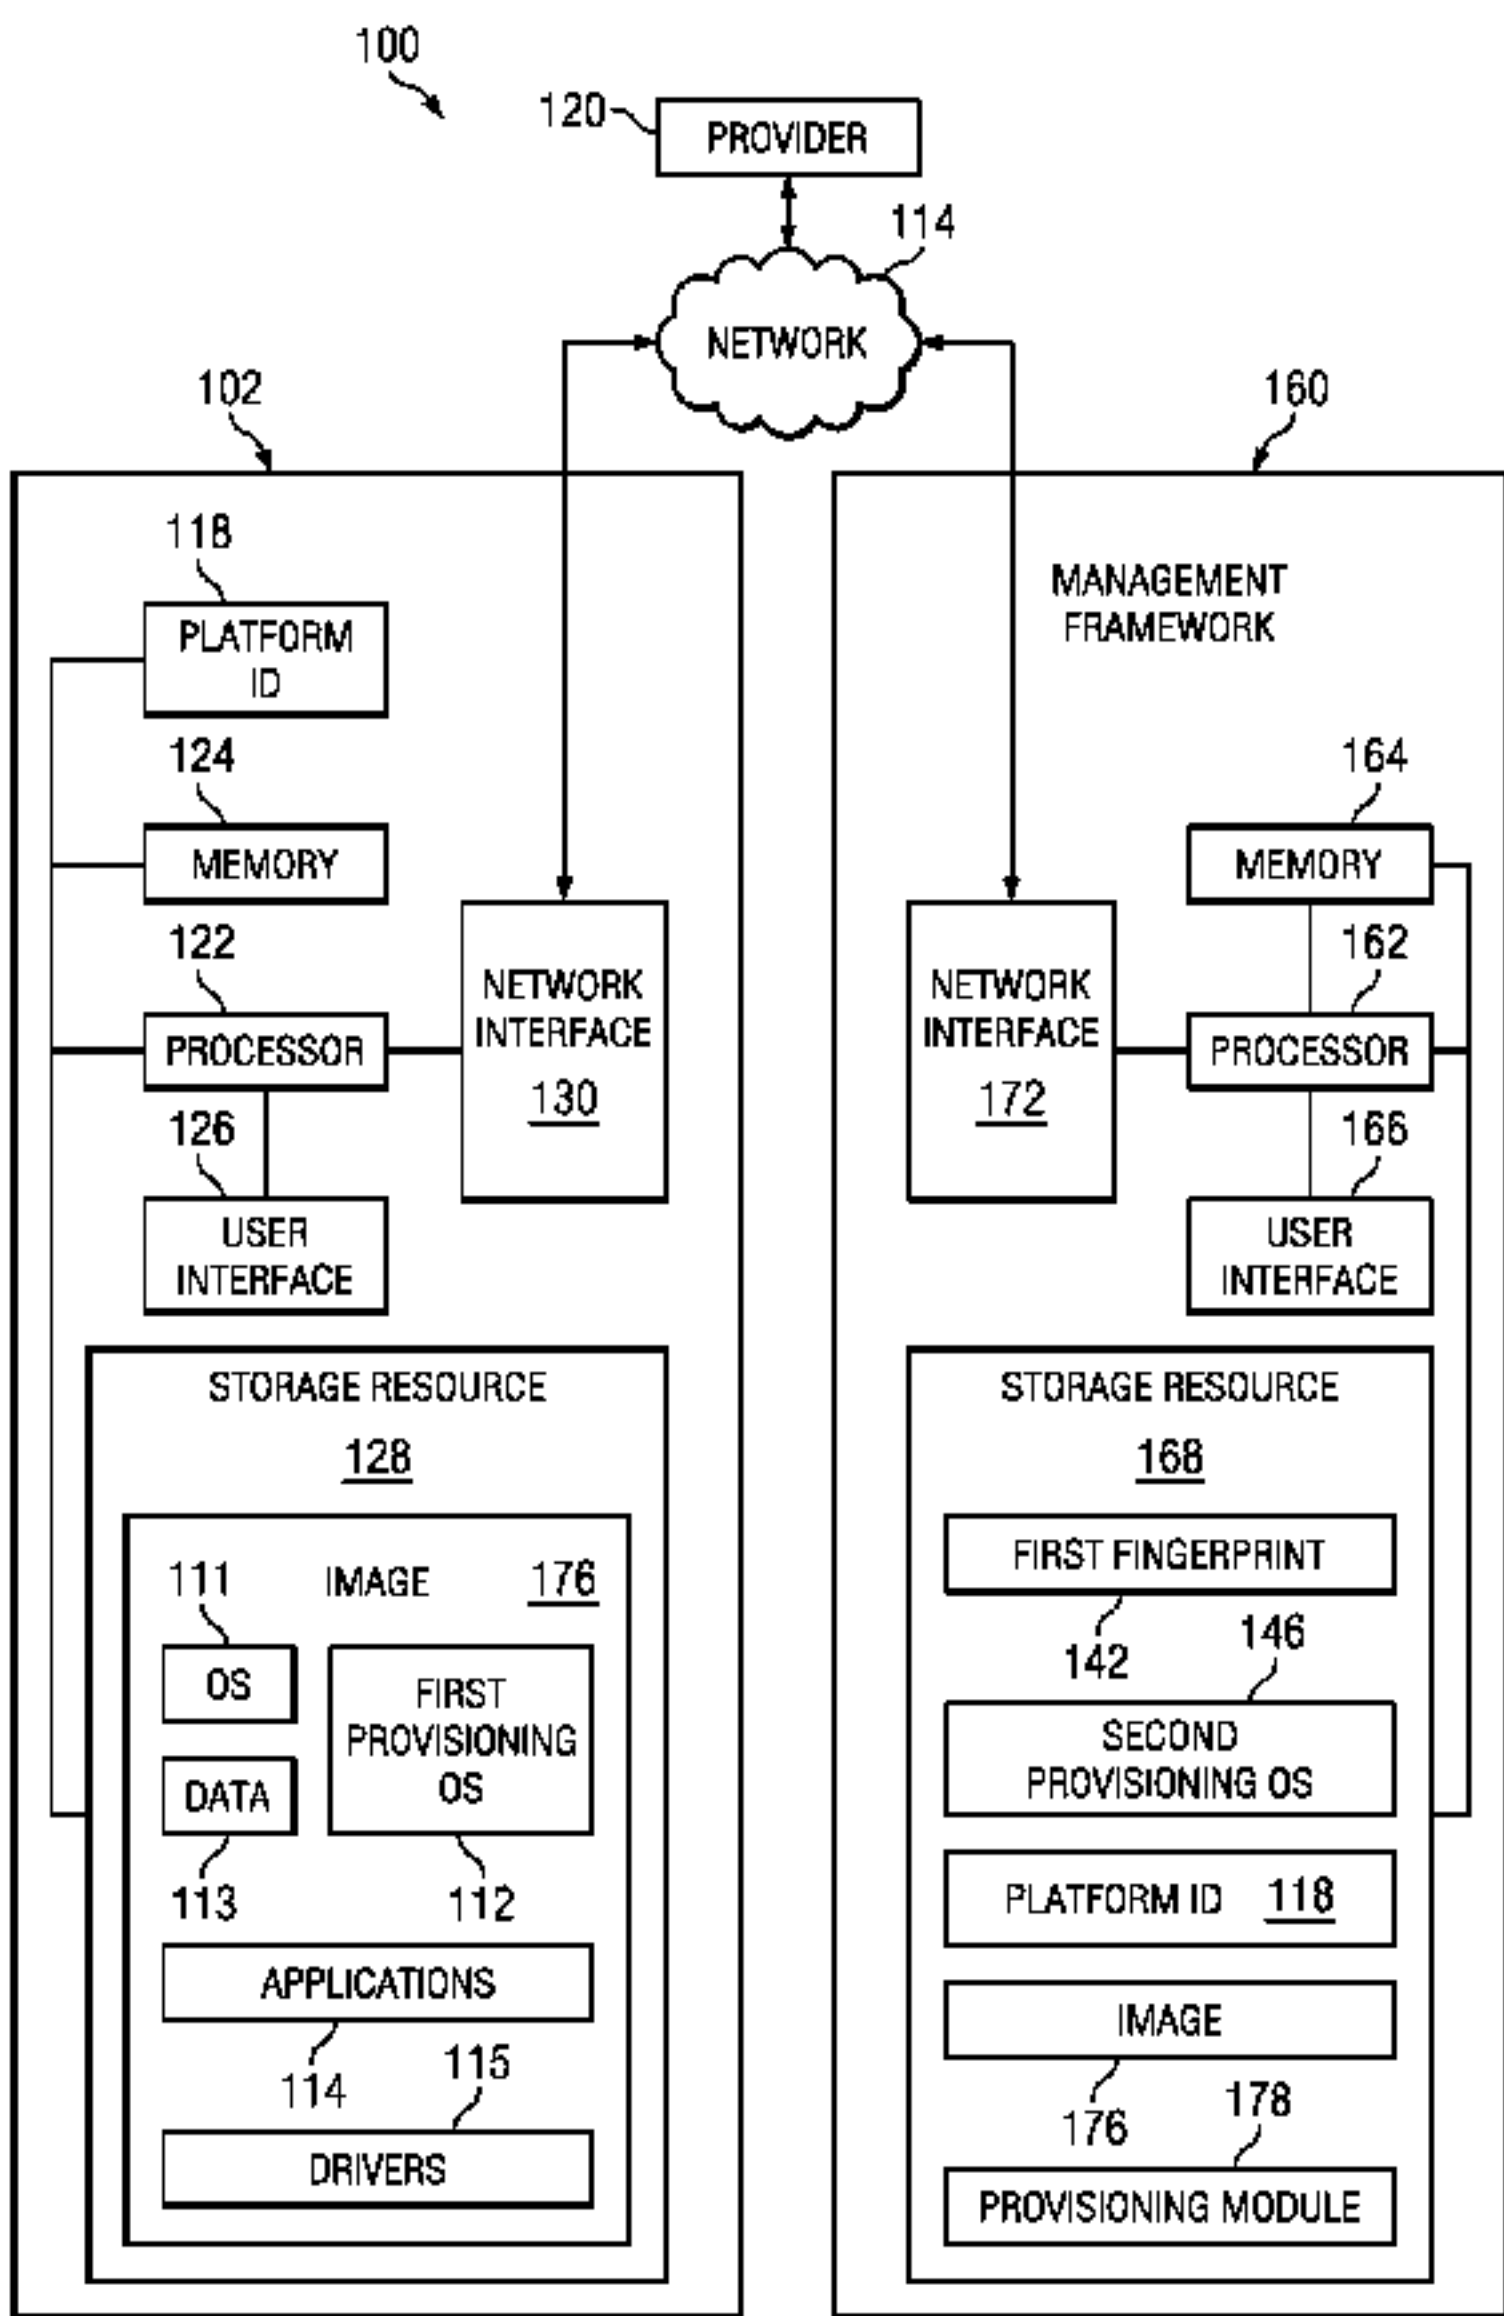 100
120
PROVIDER
114
NETWORK
102
160
118
PLATFORM
ID
124
MEMORY
122
PROCESSOR
126
USER
INTERFACE
NETWORK
INTERFACE
130
STORAGE RESOURCE
128
111
IMAGE 176
OS
FIRST
PROVISIONING
OS
DATA
113
112
APPLICATIONS
114
115
DRIVERS
MANAGEMENT
FRAMEWORK
164
MEMORY
162
NETWORK
INTERFACE
172
PROCESSOR
166
USER
INTERFACE
STORAGE RESOURCE
168
FIRST FINGERPRINT
142
146
SECOND
PROVISIONING OS
PLATFORM ID 118
IMAGE
176
178
PROVISIONING MODULE